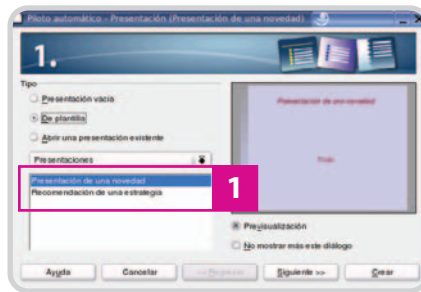 Piloto automático - Presentación (Presentación de una novedad)
1.
Tipo
Presentación vacía
De plantilla
Abrir una presentación existente
Presentaciones
Presentación de una novedad
Recomendación de una estrategia
1
Presentación de una novedad
Título
Previsualización
No mostrar más este diálogo
Ayuda
Cancelar
<< Regresar
Siguiente >>
Crear